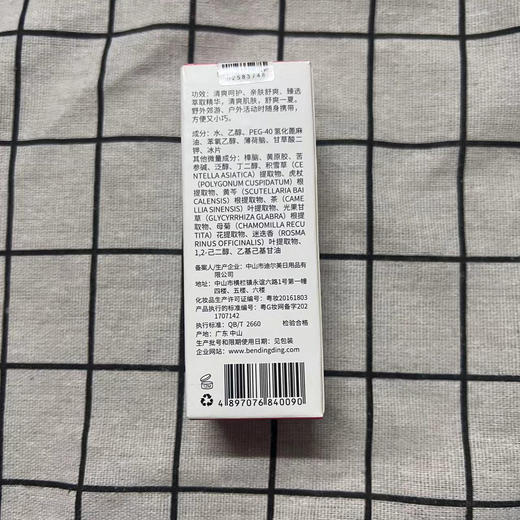 02583748
功效：清爽呵护、亲肤舒爽、臻选
萃取精华，清爽肌肤，舒爽一夏。
野外郊游、户外活动时随身携带，
方便又小巧。
成分：水、乙醇、PEG-40 氢化蓖麻
油、苯氧乙醇、薄荷脑、甘草酸二
钾、冰片
其他微量成分：樟脑、黄原胶、苦
参碱、泛醇、丁二醇、积雪草（CE
NTELLA ASIATICA）提取物、虎杖
（POLYGONUM CUSPIDATUM）根
提取物、黄芩（SCUTELLARIA BAI
CALENSIS）根提取物、茶（CAME
LLIA SINENSIS）叶提取物、光果甘
草（GLYCYRRHIZA GLABRA）根提
取物、母菊（CHAMOMILLA RECU
TITA）花提取物、迷迭香（ROSMA
RINUS OFFICINALIS）叶提取物、
1,2-己二醇、乙基己基甘油
备案人/生产企业：中山市迪尔美日用品有
限公司
地址：中山市横栏镇永谊六路1号第一幢
四楼、五楼、六楼
化妆品生产许可证编号：粤妆20161803
产品执行的标准编号：粤G妆网备字202
1707142
执行标准：QB/T 2660 检验合格
产地：广东 中山
生产批号和限期使用日期：见包装
企业网站：www.bendingding.com
4 897076 840090